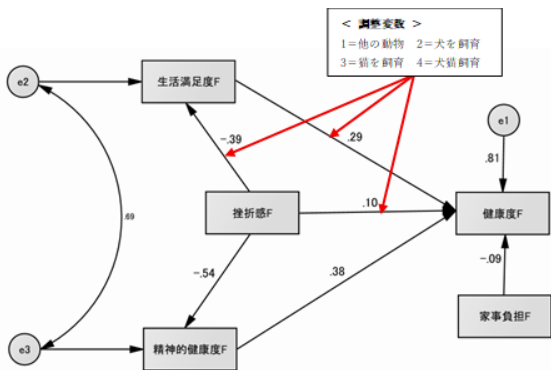 < 調整変数 >
1=他の動物 2=犬を飼育
3=猫を飼育 4=犬猫飼育
e2
生活満足度F
e1
-.39
.29
.81
.69
挫折感F
.10
健康度F
-.54
.38
-.09
家事負担F
e3
精神的健康度F